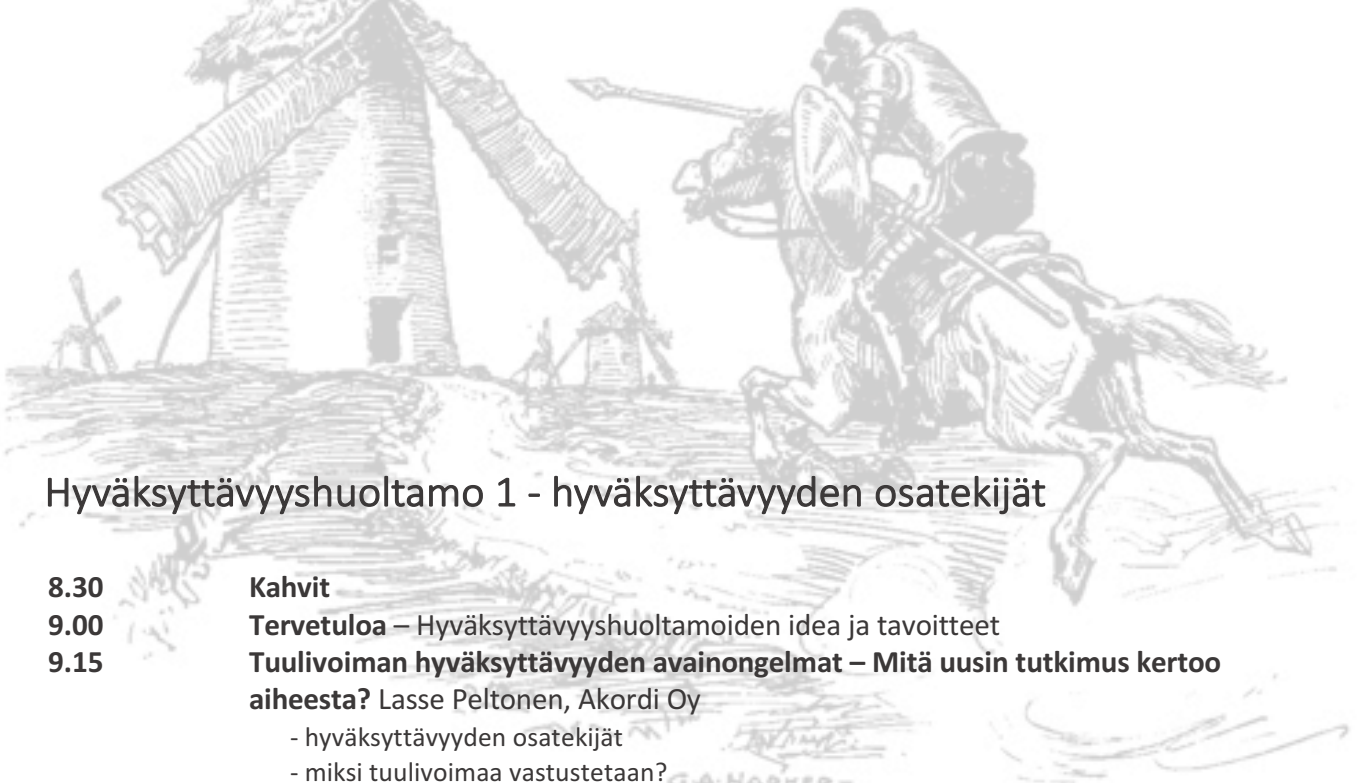 Hyväksyttävyyshuoltamo 1 - hyväksyttävyyden osatekijät
8.30 Kahvit
9.00 Tervetuloa – Hyväksyttävyyshuoltamoiden idea ja tavoitteet
9.15 Tuulivoiman hyväksyttävyyden avainongelmat – Mitä uusin tutkimus kertoo
aiheesta? Lasse Peltonen, Akordi Oy
- hyväksyttävyyden osatekijät
- miksi tuulivoimaa vastustetaan?